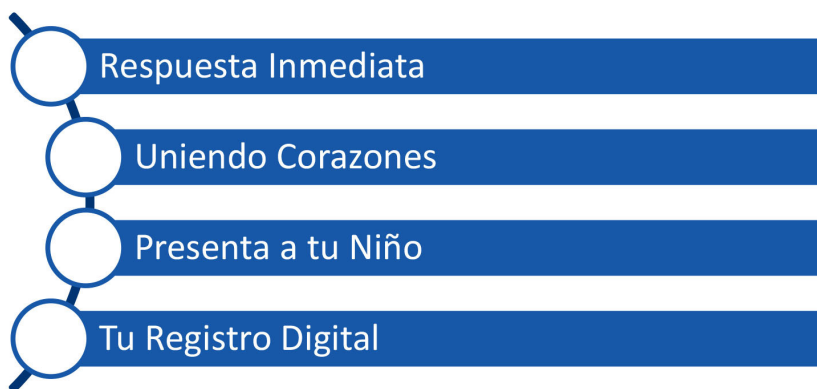 Respuesta Inmediata
Uniendo Corazones
Presenta a tu Niño
Tu Registro Digital